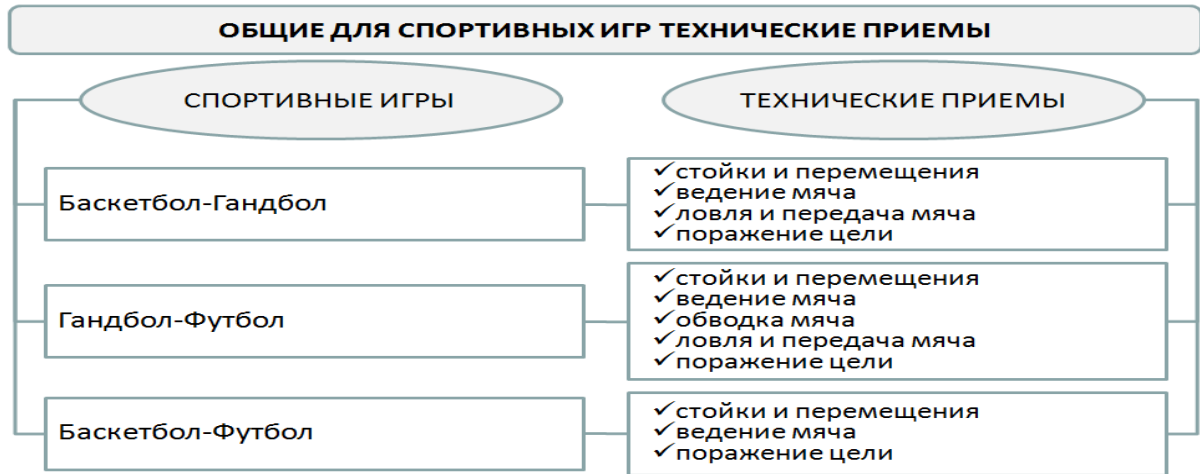 ОБЩИЕ ДЛЯ СПОРТИВНЫХ ИГР ТЕХНИЧЕСКИЕ ПРИЕМЫ
СПОРТИВНЫЕ ИГРЫ
ТЕХНИЧЕСКИЕ ПРИЕМЫ
Баскетбол-Гандбол
✓стойки и перемещения
✓ведение мяча
✓ловля и передача мяча
✓поражение цели
Гандбол-Футбол
✓стойки и перемещения
✓ведение мяча
✓обводка мяча
✓ловля и передача мяча
✓поражение цели
Баскетбол-Футбол
✓стойки и перемещения
✓ведение мяча
✓поражение цели